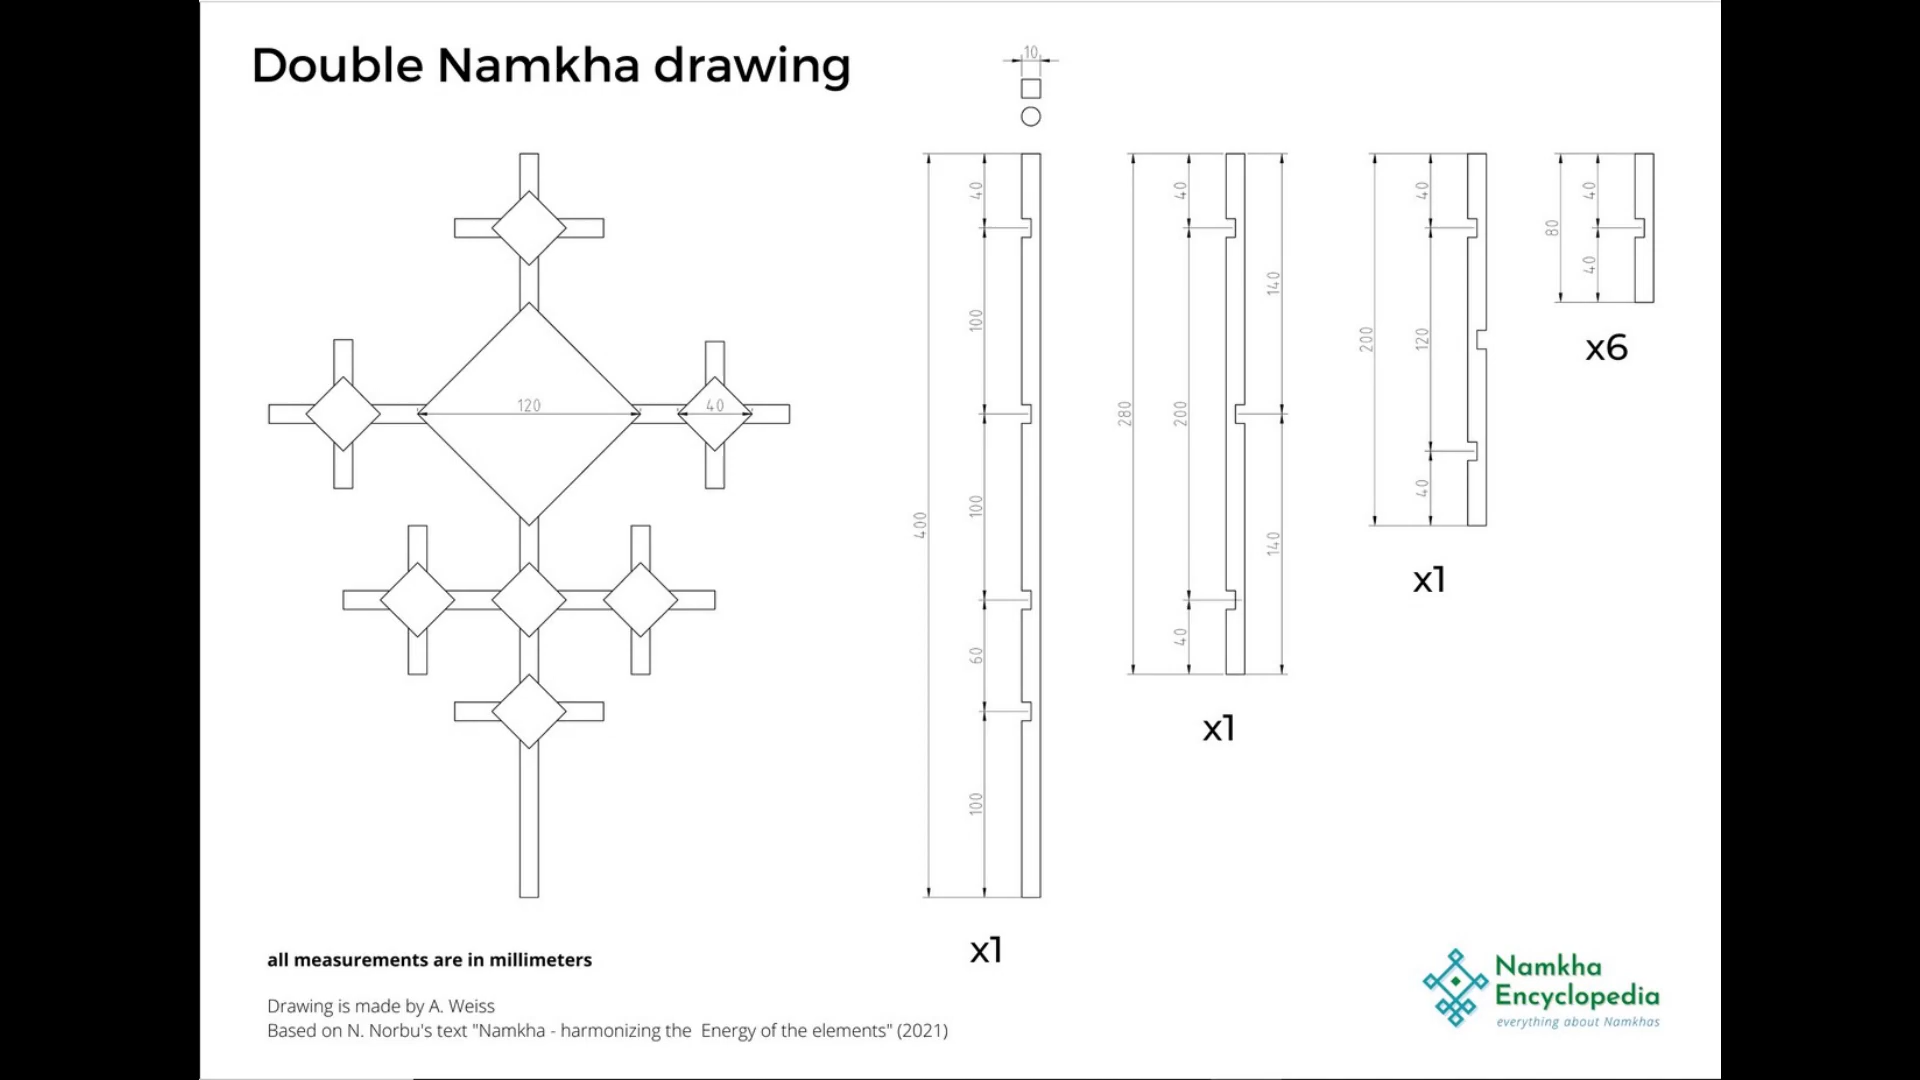 Double Namkha drawing
10
120
40
400
40
100
100
60
100
x1
280
40
200
40
140
140
x1
200
40
120
40
x1
80
40
40
x6
all measurements are in millimeters
Drawing is made by A. Weiss
Based on N. Norbu's text "Namkha - harmonizing the Energy of the elements" (2021)
Namkha
Encyclopedia
everything about Namkhas